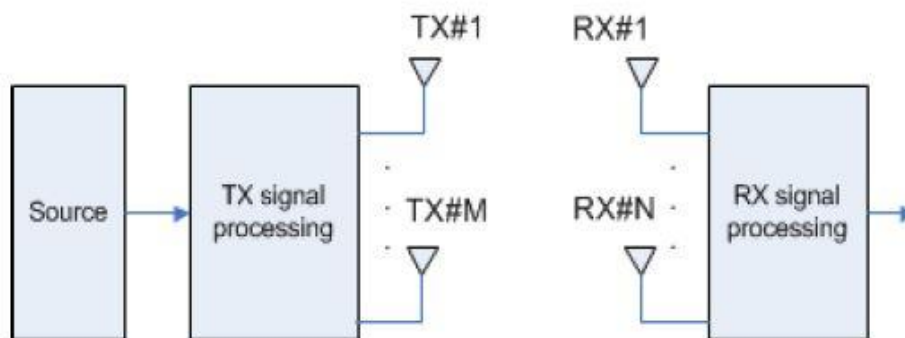 TX#1
RX#1
Source
TX signal
processing
TX#M
RX#N
RX signal
processing